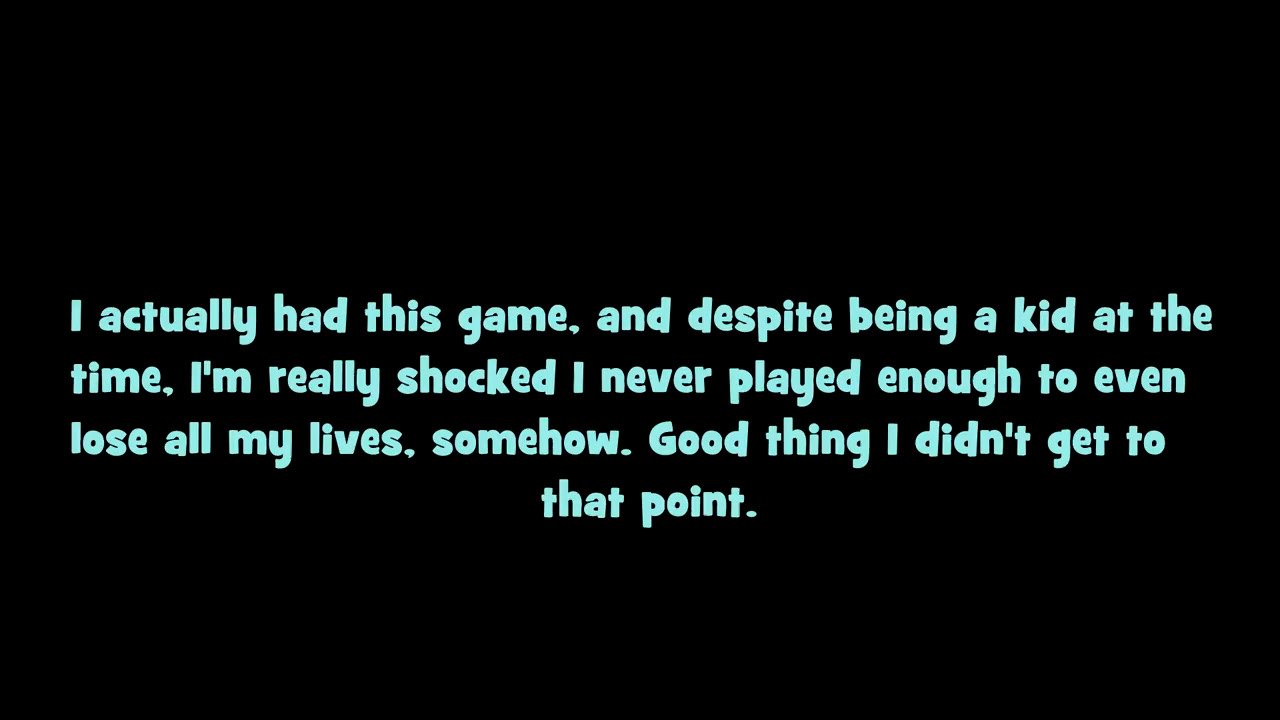 I actually had this game, and despite being a kid at the
time, I'm really shocked I never played enough to even
lose all my lives, somehow. Good thing I didn't get to
that point.